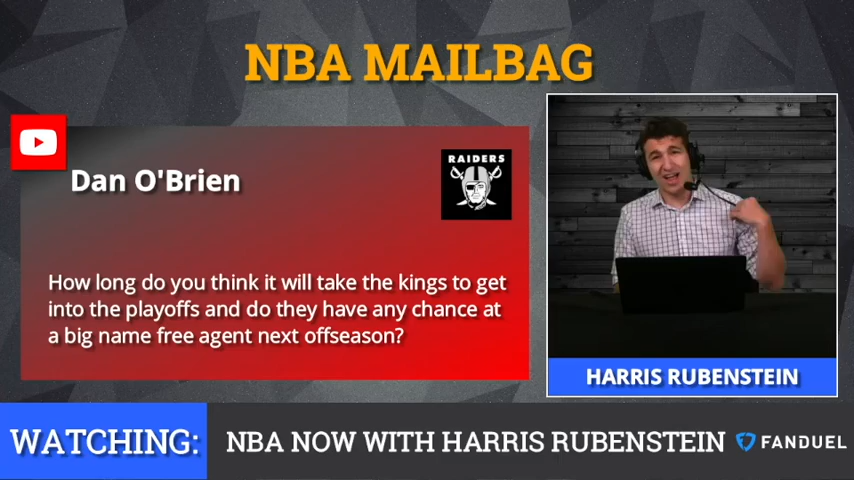 NBA MAILBAG
Dan O'Brien
RAIDERS
How long do you think it will take the kings to get
into the playoffs and do they have any chance at
a big name free agent next offseason?
HARRIS RUBENSTEIN
WATCHING:
NBA NOW WITH HARRIS RUBENSTEIN
FANDUEL